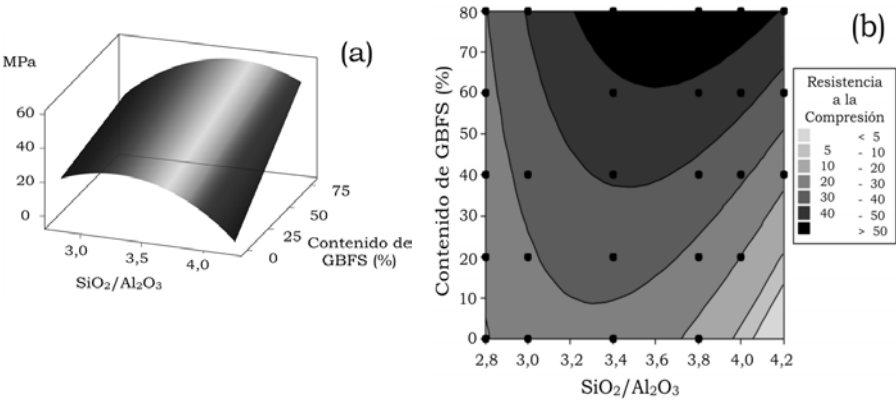 (a)
MPa
60
40
20
0
3,0
3,5
4,0
SiO₂/Al₂O₃
0
25
50
75
Contenido de
GBFS (%)
(b)
80
70
60
50
40
30
20
10
0
Contenido de GBFS (%)
2,8 3,0 3,2 3,4 3,6 3,8 4,0 4,2
SiO₂/Al₂O₃
Resistencia
a la
Compresión
< 5
5 - 10
10 - 20
20 - 30
30 - 40
40 - 50
> 50